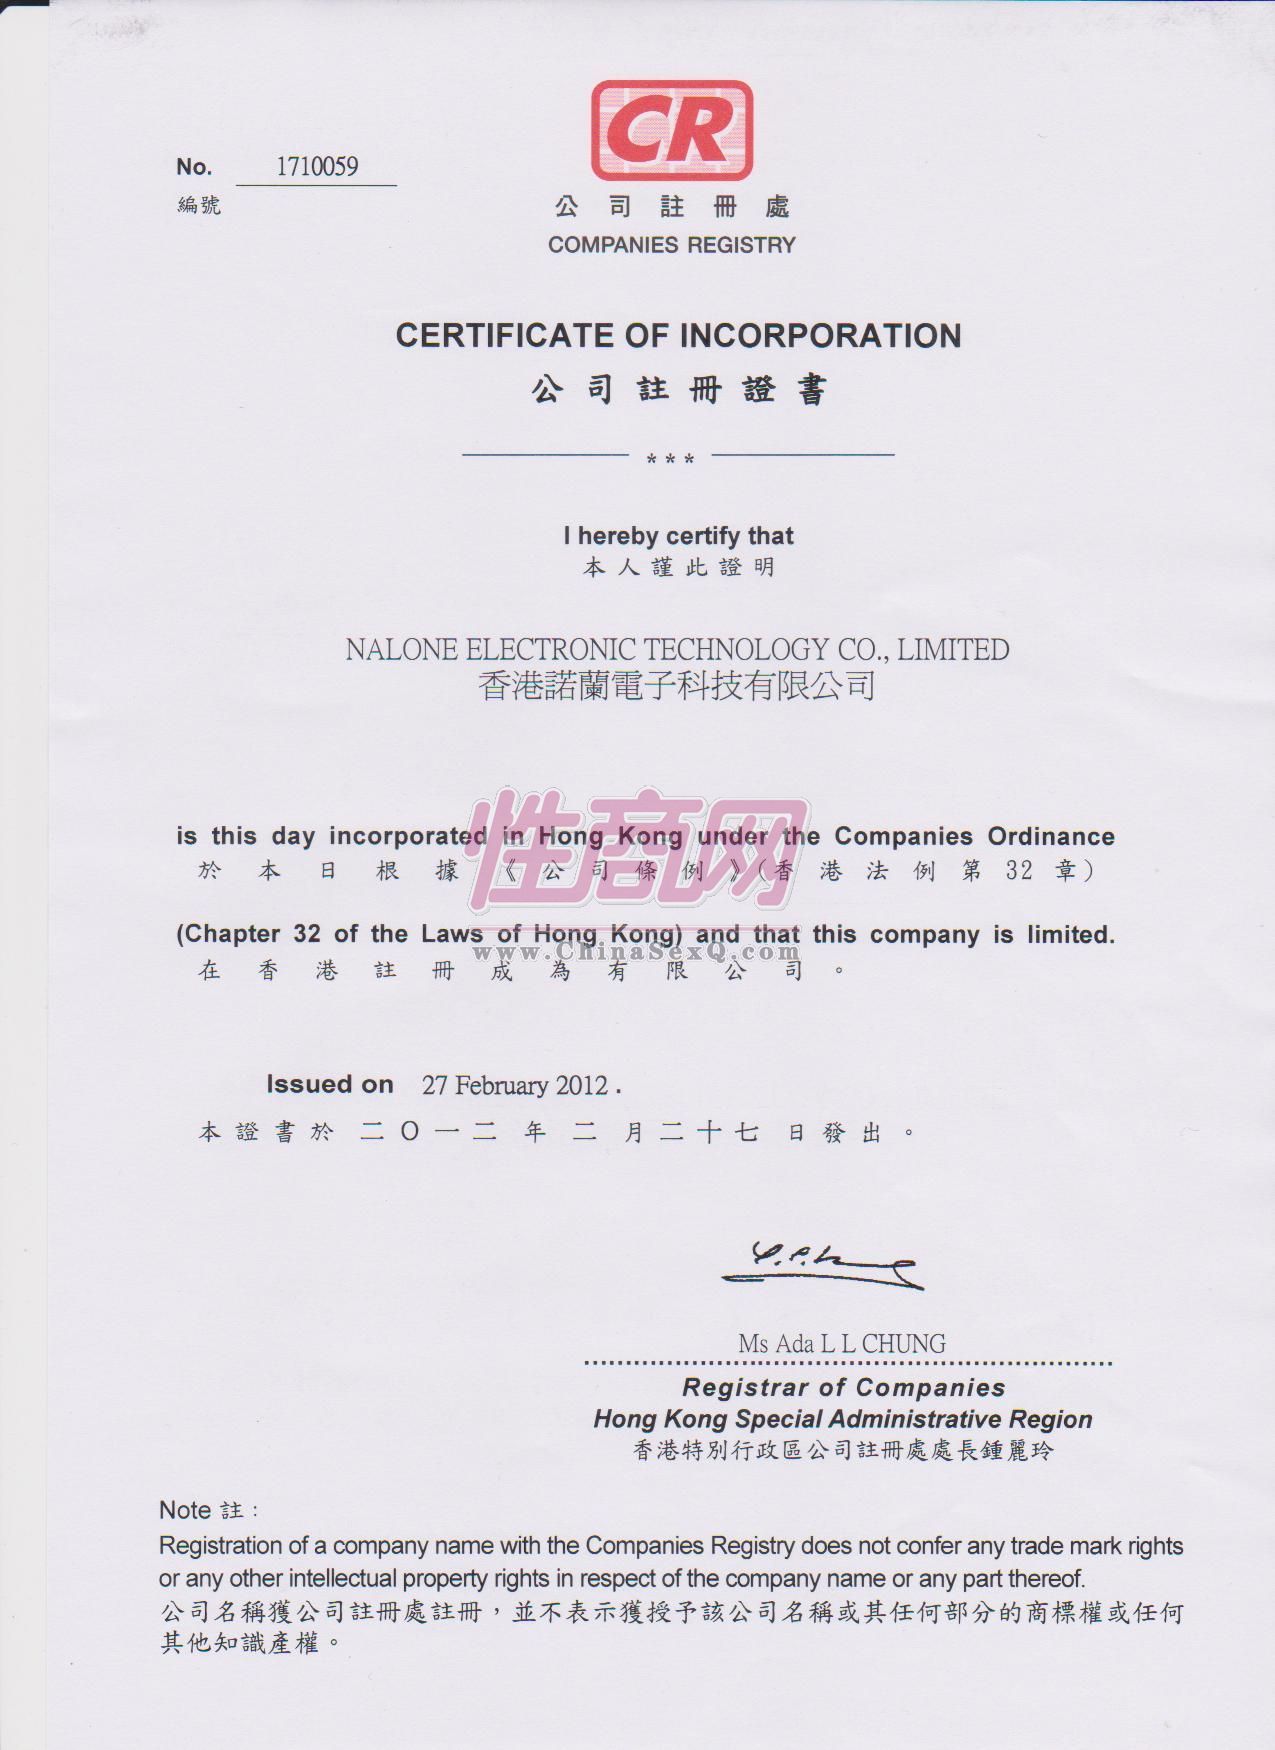 CR
No. 1710059
編號
公司註冊處
COMPANIES REGISTRY
CERTIFICATE OF INCORPORATION
公司註冊證書
***
I hereby certify that
本人謹此證明
NALONE ELECTRONIC TECHNOLOGY CO., LIMITED
香港諾蘭電子科技有限公司
性商网
is this day incorporated in Hong Kong under the Companies Ordinance
於本日根據《公司條例》(香港法例第32章)
(Chapter 32 of the Laws of Hong Kong) and that this company is limited.
www.ChinaSexQ.com
在香港註冊成為有限公司。
Issued on 27 February 2012.
本證書於二O一二年二月二十七日發出。
Ms Ada L L CHUNG
Registrar of Companies
Hong Kong Special Administrative Region
香港特別行政區公司註冊處處長鍾麗玲
Note 註:
Registration of a company name with the Companies Registry does not confer any trade mark rights
or any other intellectual property rights in respect of the company name or any part thereof.
公司名稱獲公司註冊處註冊，並不表示獲授予該公司名稱或其任何部分的商標權或任何
其他知識產權。